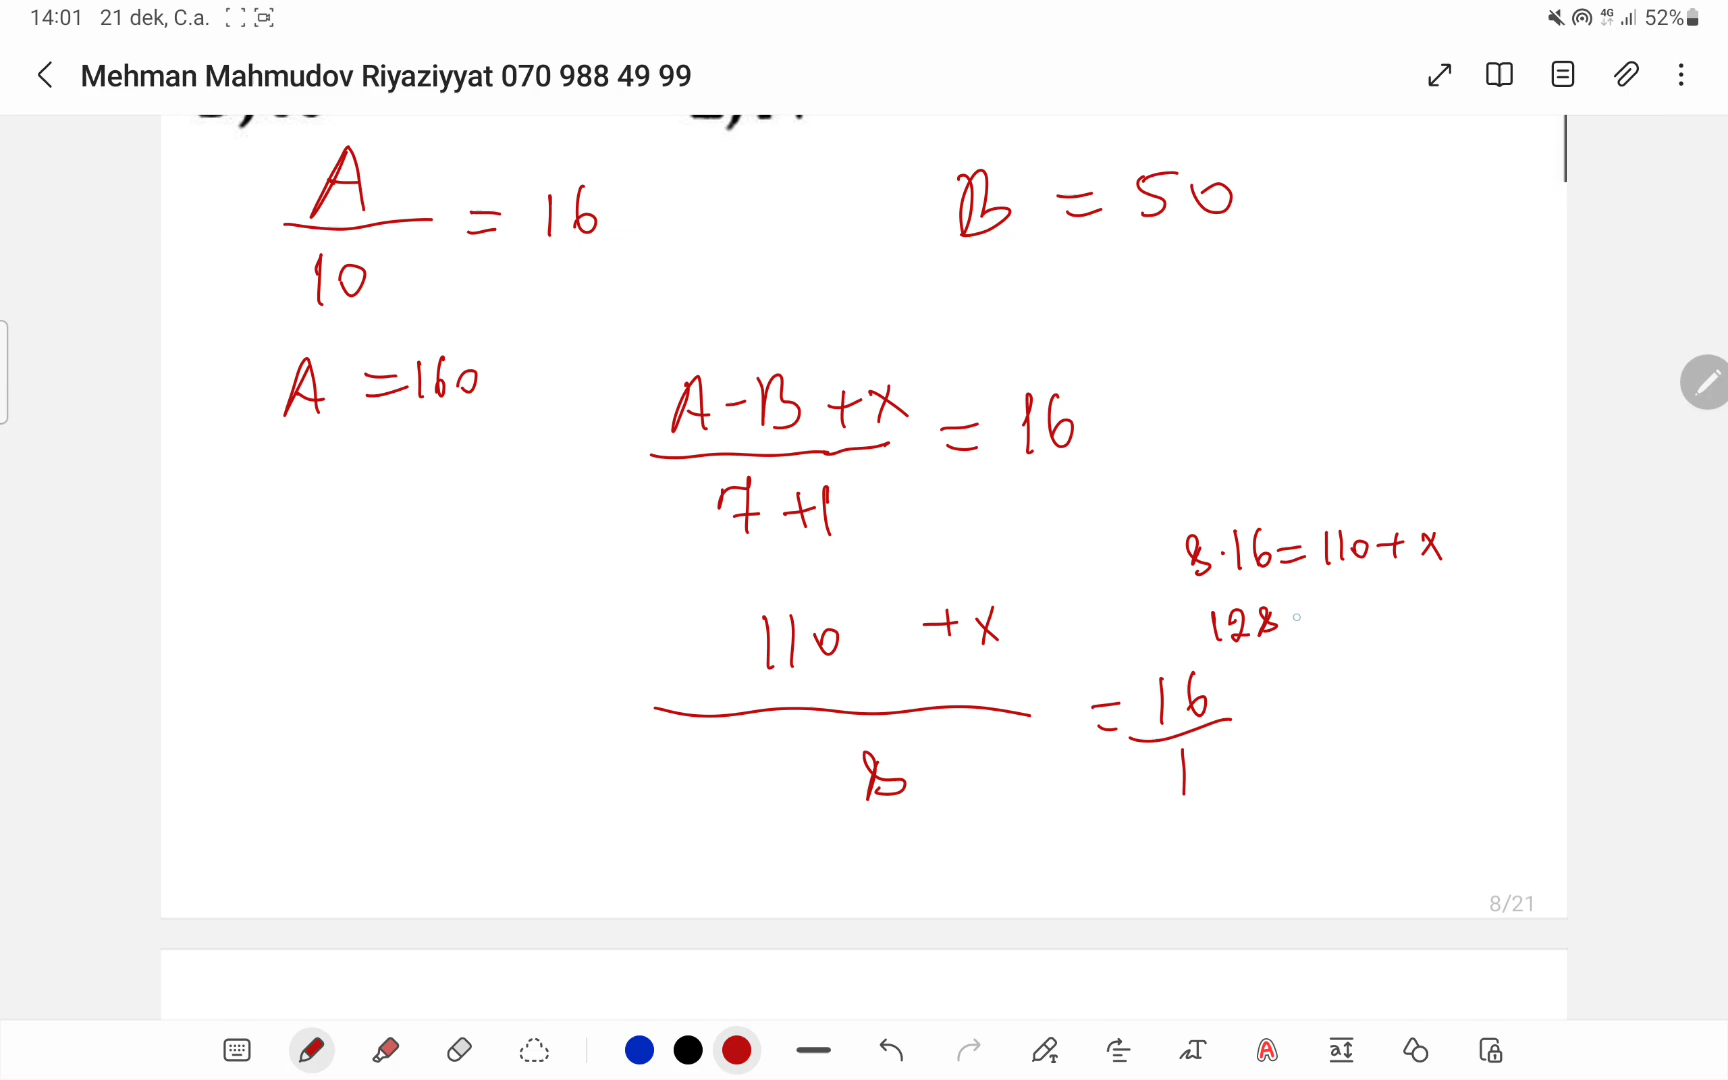 14:01 21 dek, C.a. 4G 52%
Mehman Mahmudov Riyaziyyat 070 988 49 99
A/10 = 16
B = 50
A = 160
(A - B + x)/(7 + 1) = 16
8 · 16 = 110 + x
128
(110 + x)/8 = 16/1
8/21